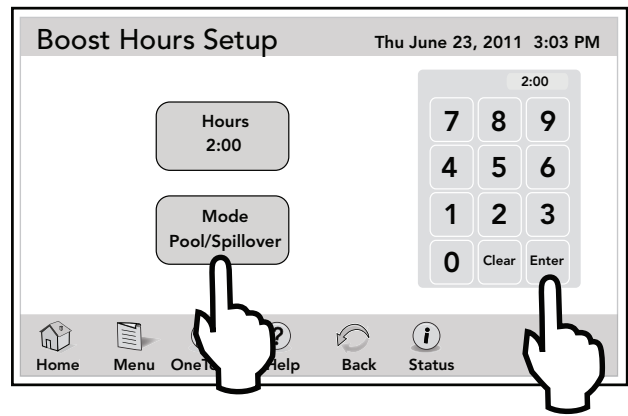 Boost Hours Setup
Thu June 23, 2011 3:03 PM
Hours
2:00
Mode
Pool/Spillover
2:00
7 8 9
4 5 6
1 2 3
0 Clear Enter
Home Menu Back Status